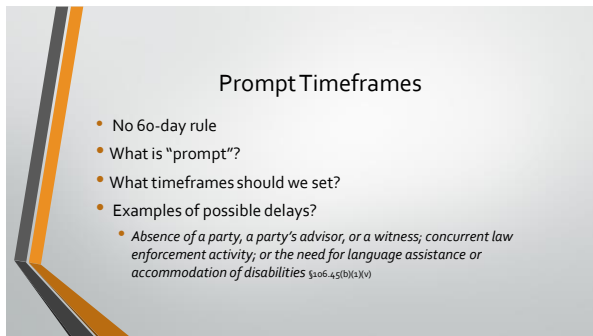 Prompt Timeframes
No 60-day rule
What is “prompt”?
What timeframes should we set?
Examples of possible delays?
Absence of a party, a party’s advisor, or a witness; concurrent law
enforcement activity; or the need for language assistance or
accommodation of disabilities §106.45(b)(1)(v)